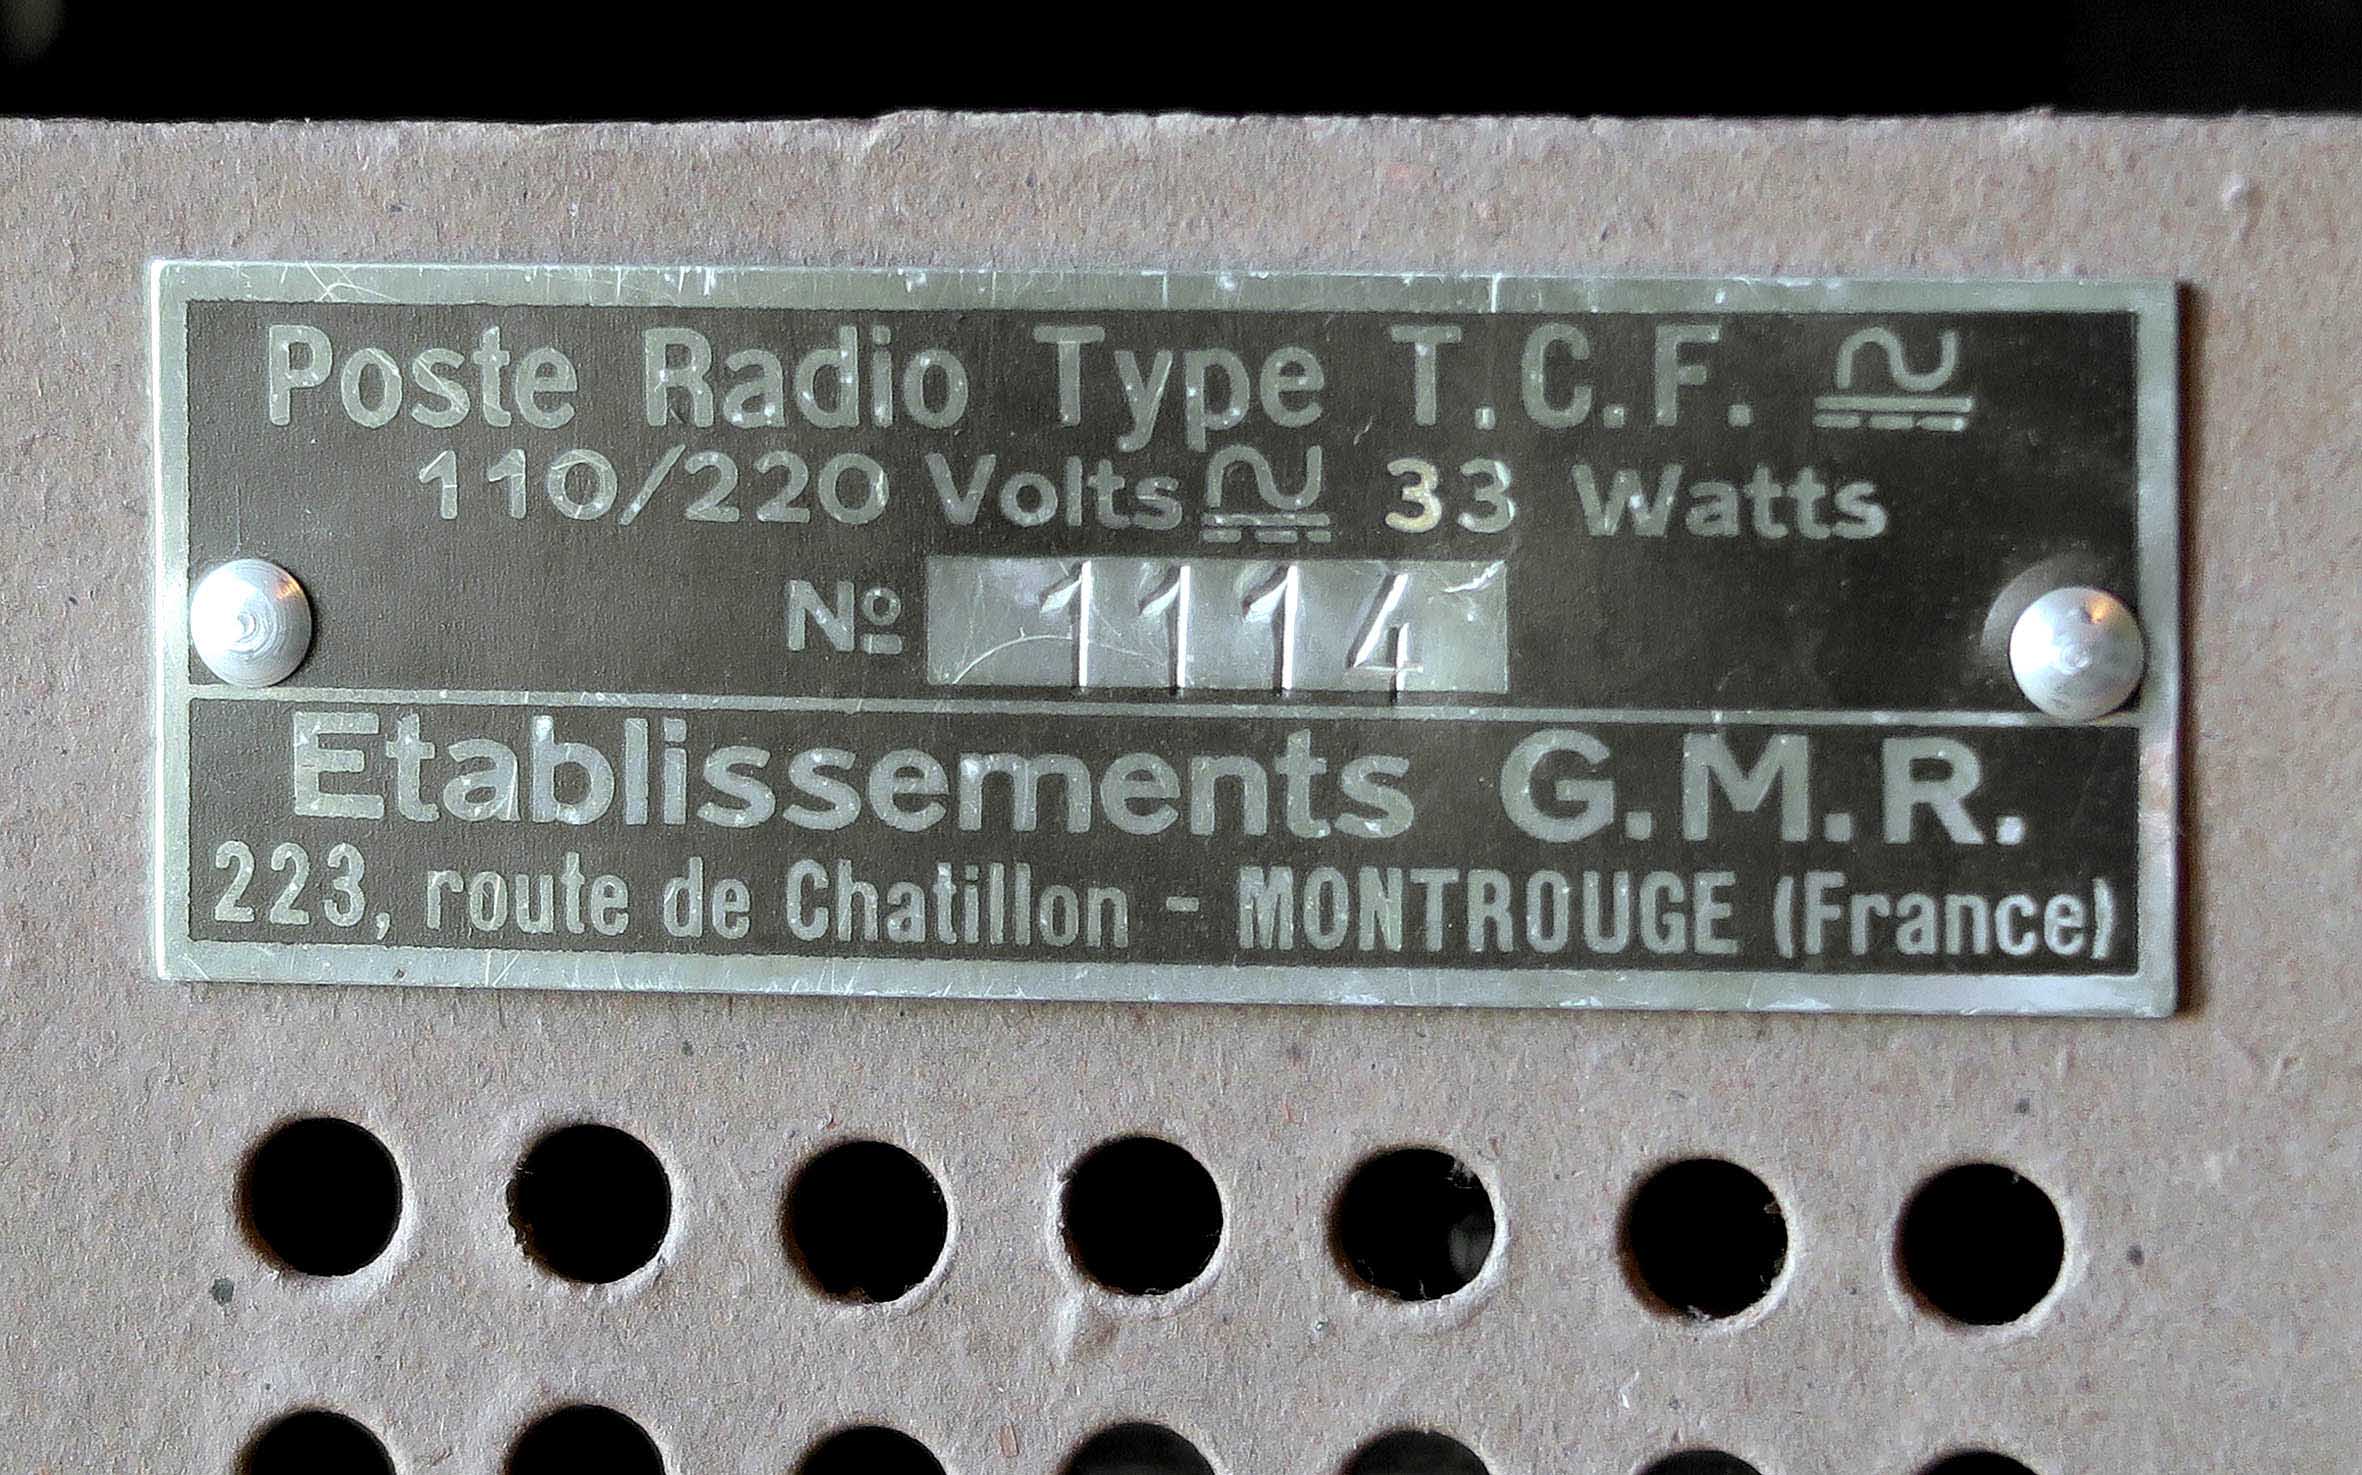 Poste Radio Type T.C.F. ⎓∿
110/220 Volts ⎓∿ 33 Watts
Nº 1114
Etablissements G.M.R.
223, route de Chatillon - MONTROUGE (France)